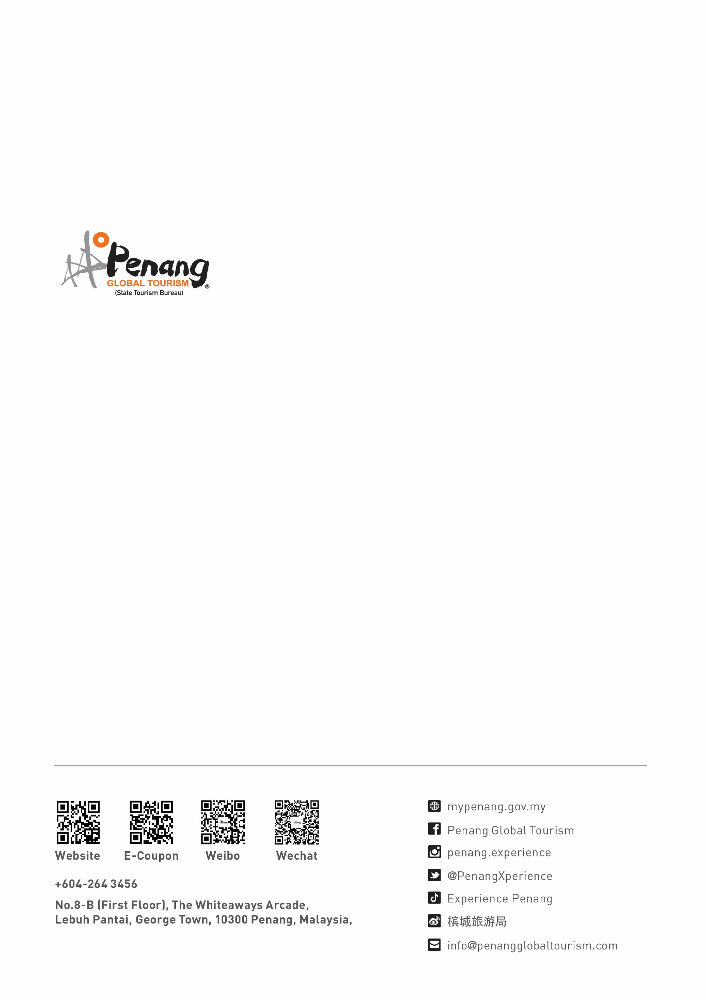 Penang
GLOBAL TOURISM
®
(State Tourism Bureau)
Website
E-Coupon
Weibo
Wechat
+604-264 3456
No.8-B (First Floor), The Whiteaways Arcade,
Lebuh Pantai, George Town, 10300 Penang, Malaysia,
mypenang.gov.my
Penang Global Tourism
penang.experience
@PenangXperience
Experience Penang
槟城旅游局
info@penangglobaltourism.com